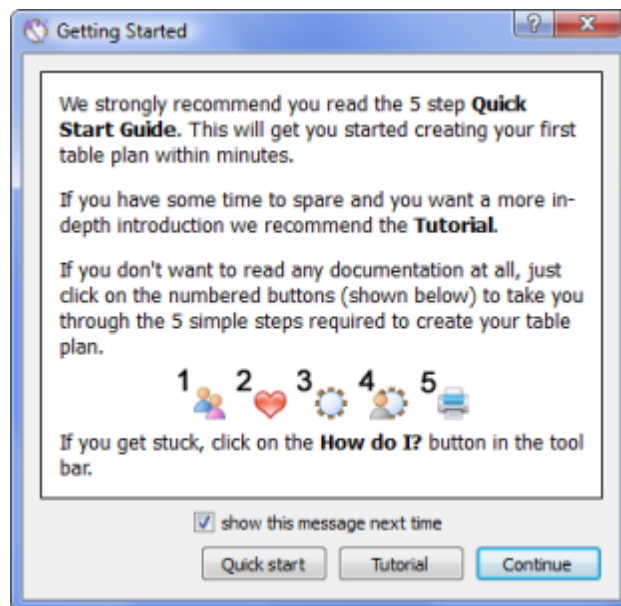 Getting Started
We strongly recommend you read the 5 step Quick
Start Guide. This will get you started creating your first
table plan within minutes.
If you have some time to spare and you want a more in-
depth introduction we recommend the Tutorial.
If you don't want to read any documentation at all, just
click on the numbered buttons (shown below) to take you
through the 5 simple steps required to create your table
plan.
1 2 3 4 5
If you get stuck, click on the How do I? button in the tool
bar.
show this message next time
Quick start Tutorial Continue